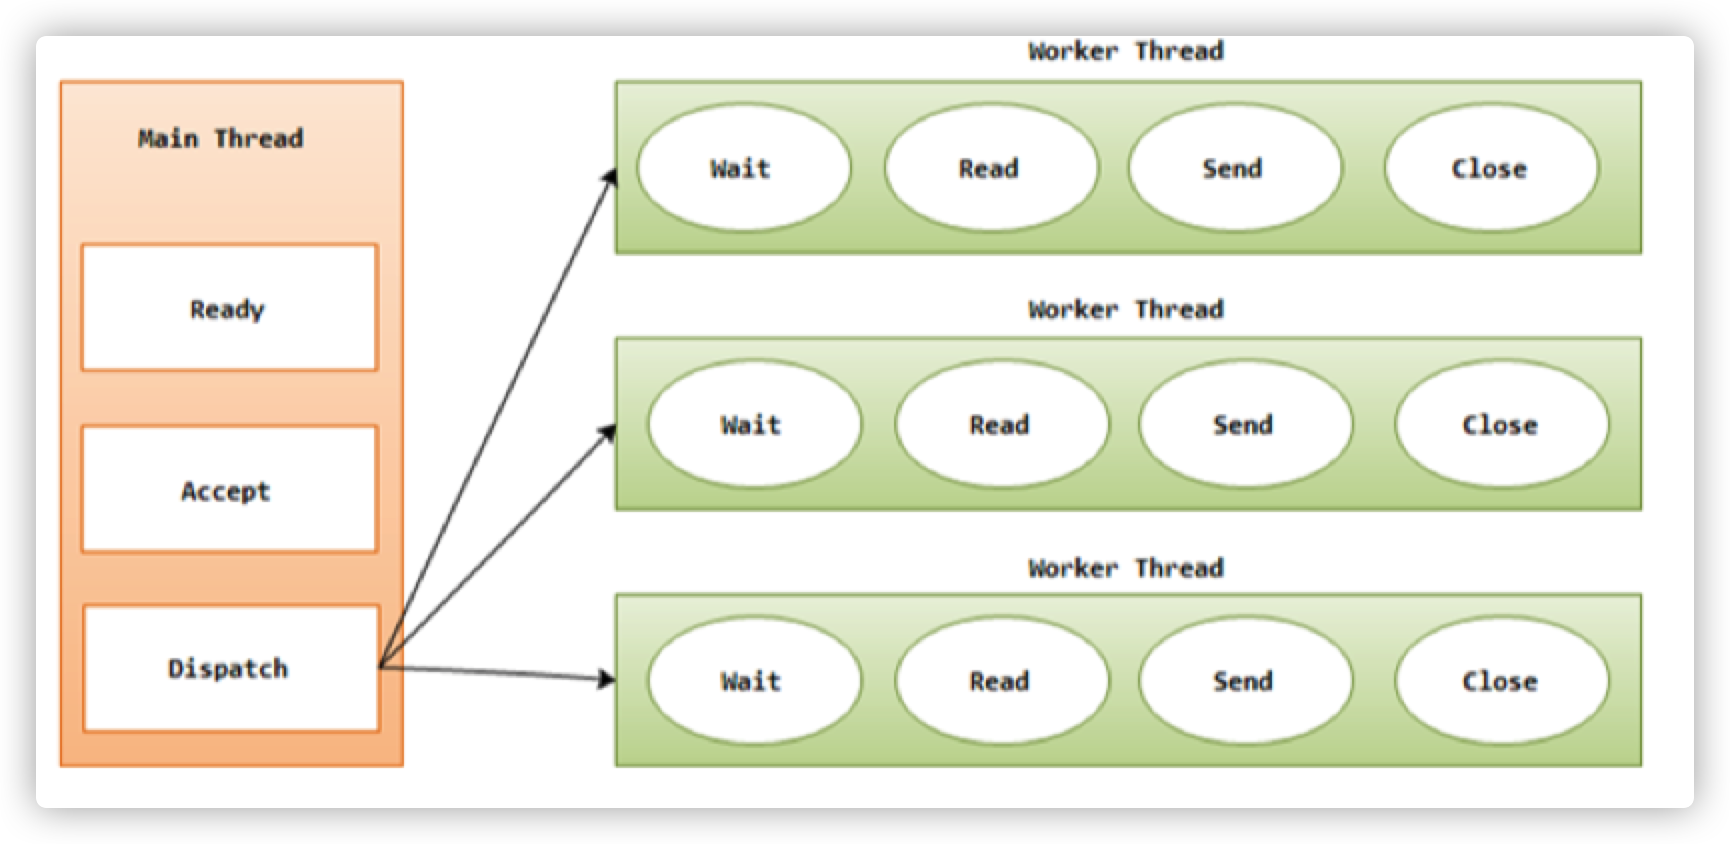 Main Thread
Ready
Accept
Dispatch
Worker Thread
Wait Read Send Close
Worker Thread
Wait Read Send Close
Worker Thread
Wait Read Send Close